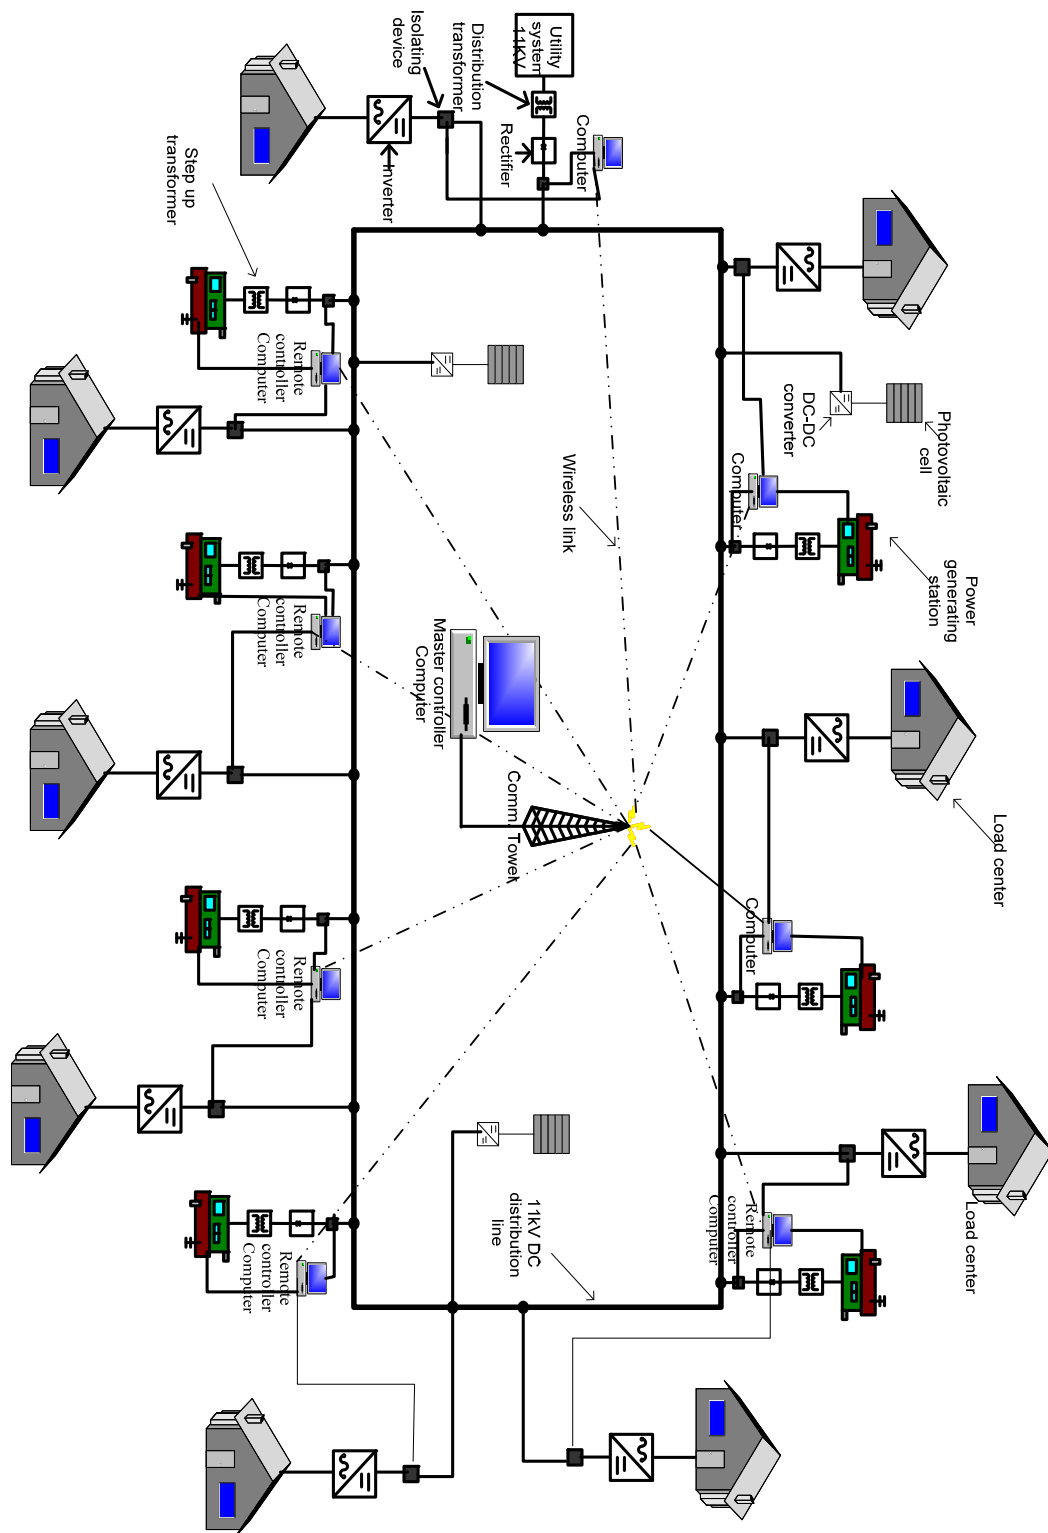 Utility
system
11KV
Distribution
transformer
Isolating
device
Rectifier
Computer
Inverter
Step up
transformer
Remote
controller
Computer
Wireless link
DC-DC
converter
Photovoltaic
cell
Computer
Power
generating
station
Remote
controller
Computer
Master controller
Computer
Comm. Tower
Load center
Computer
Remote
controller
Computer
11kV DC
distribution
line
Remote
controller
Computer
Load center
Remote
controller
Computer